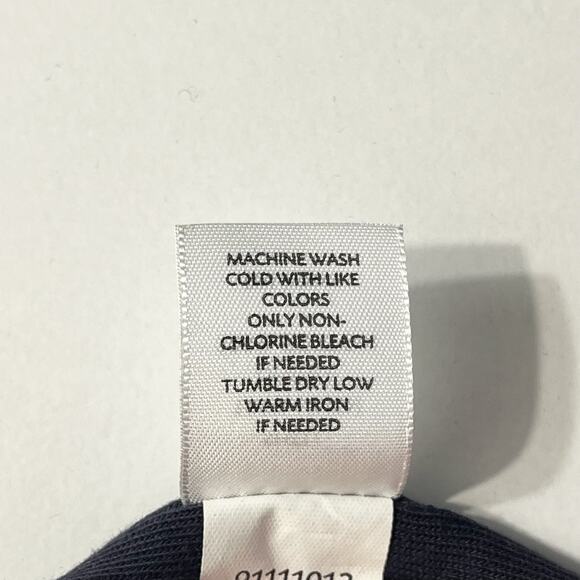 MACHINE WASH
COLD WITH LIKE
COLORS
ONLY NON-
CHLORINE BLEACH
IF NEEDED
TUMBLE DRY LOW
WARM IRON
IF NEEDED